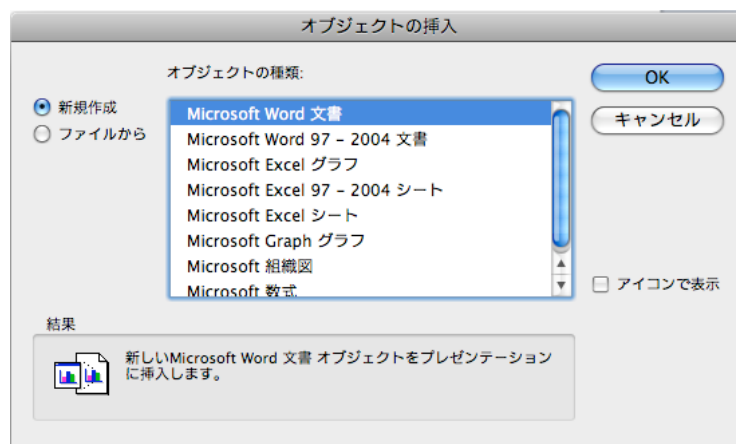 オブジェクトの挿入
オブジェクトの種類:
新規作成
ファイルから
Microsoft Word 文書
Microsoft Word 97 – 2004 文書
Microsoft Excel グラフ
Microsoft Excel 97 – 2004 シート
Microsoft Excel シート
Microsoft Graph グラフ
Microsoft 組織図
Microsoft 数式
OK
キャンセル
アイコンで表示
結果
新しいMicrosoft Word 文書 オブジェクトをプレゼンテーション
に挿入します。